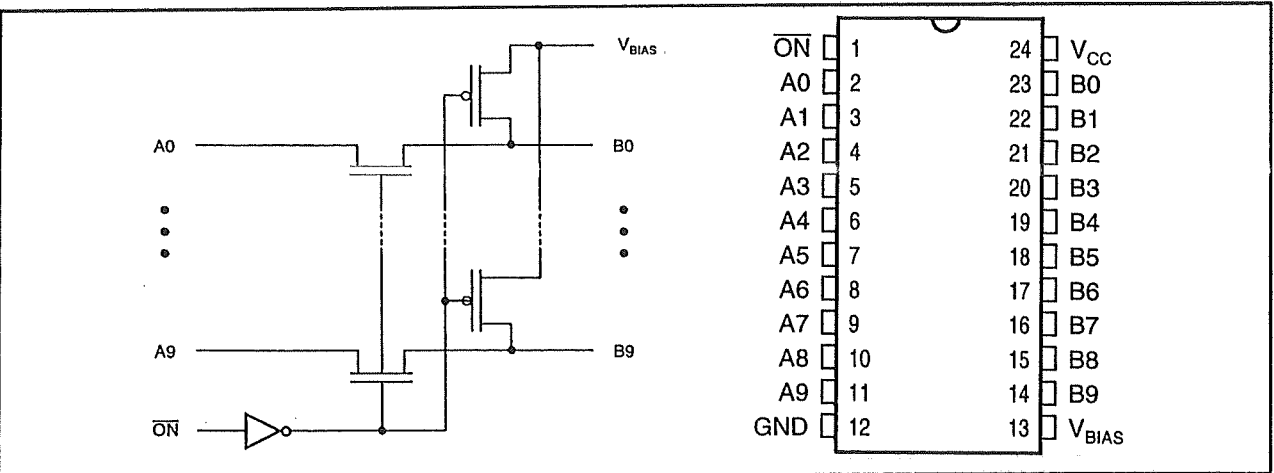 V_BIAS
A0 B0
A9 B9
O̅N̅
O̅N̅ 1 24 V_CC
A0 2 23 B0
A1 3 22 B1
A2 4 21 B2
A3 5 20 B3
A4 6 19 B4
A5 7 18 B5
A6 8 17 B6
A7 9 16 B7
A8 10 15 B8
A9 11 14 B9
GND 12 13 V_BIAS